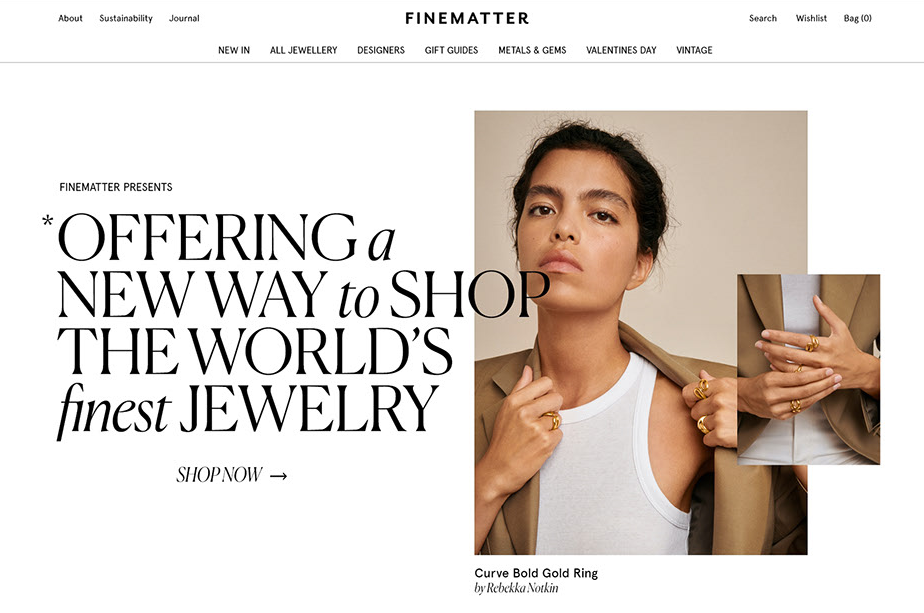 About Sustainability Journal FINEMATTER Search Wishlist Bag (0)
NEW IN ALL JEWELLERY DESIGNERS GIFT GUIDES METALS & GEMS VALENTINES DAY VINTAGE
FINEMATTER PRESENTS
*OFFERING a
NEW WAY to SHOP
THE WORLD'S
finest JEWELRY
SHOP NOW →
Curve Bold Gold Ring
by Rebekka Notkin